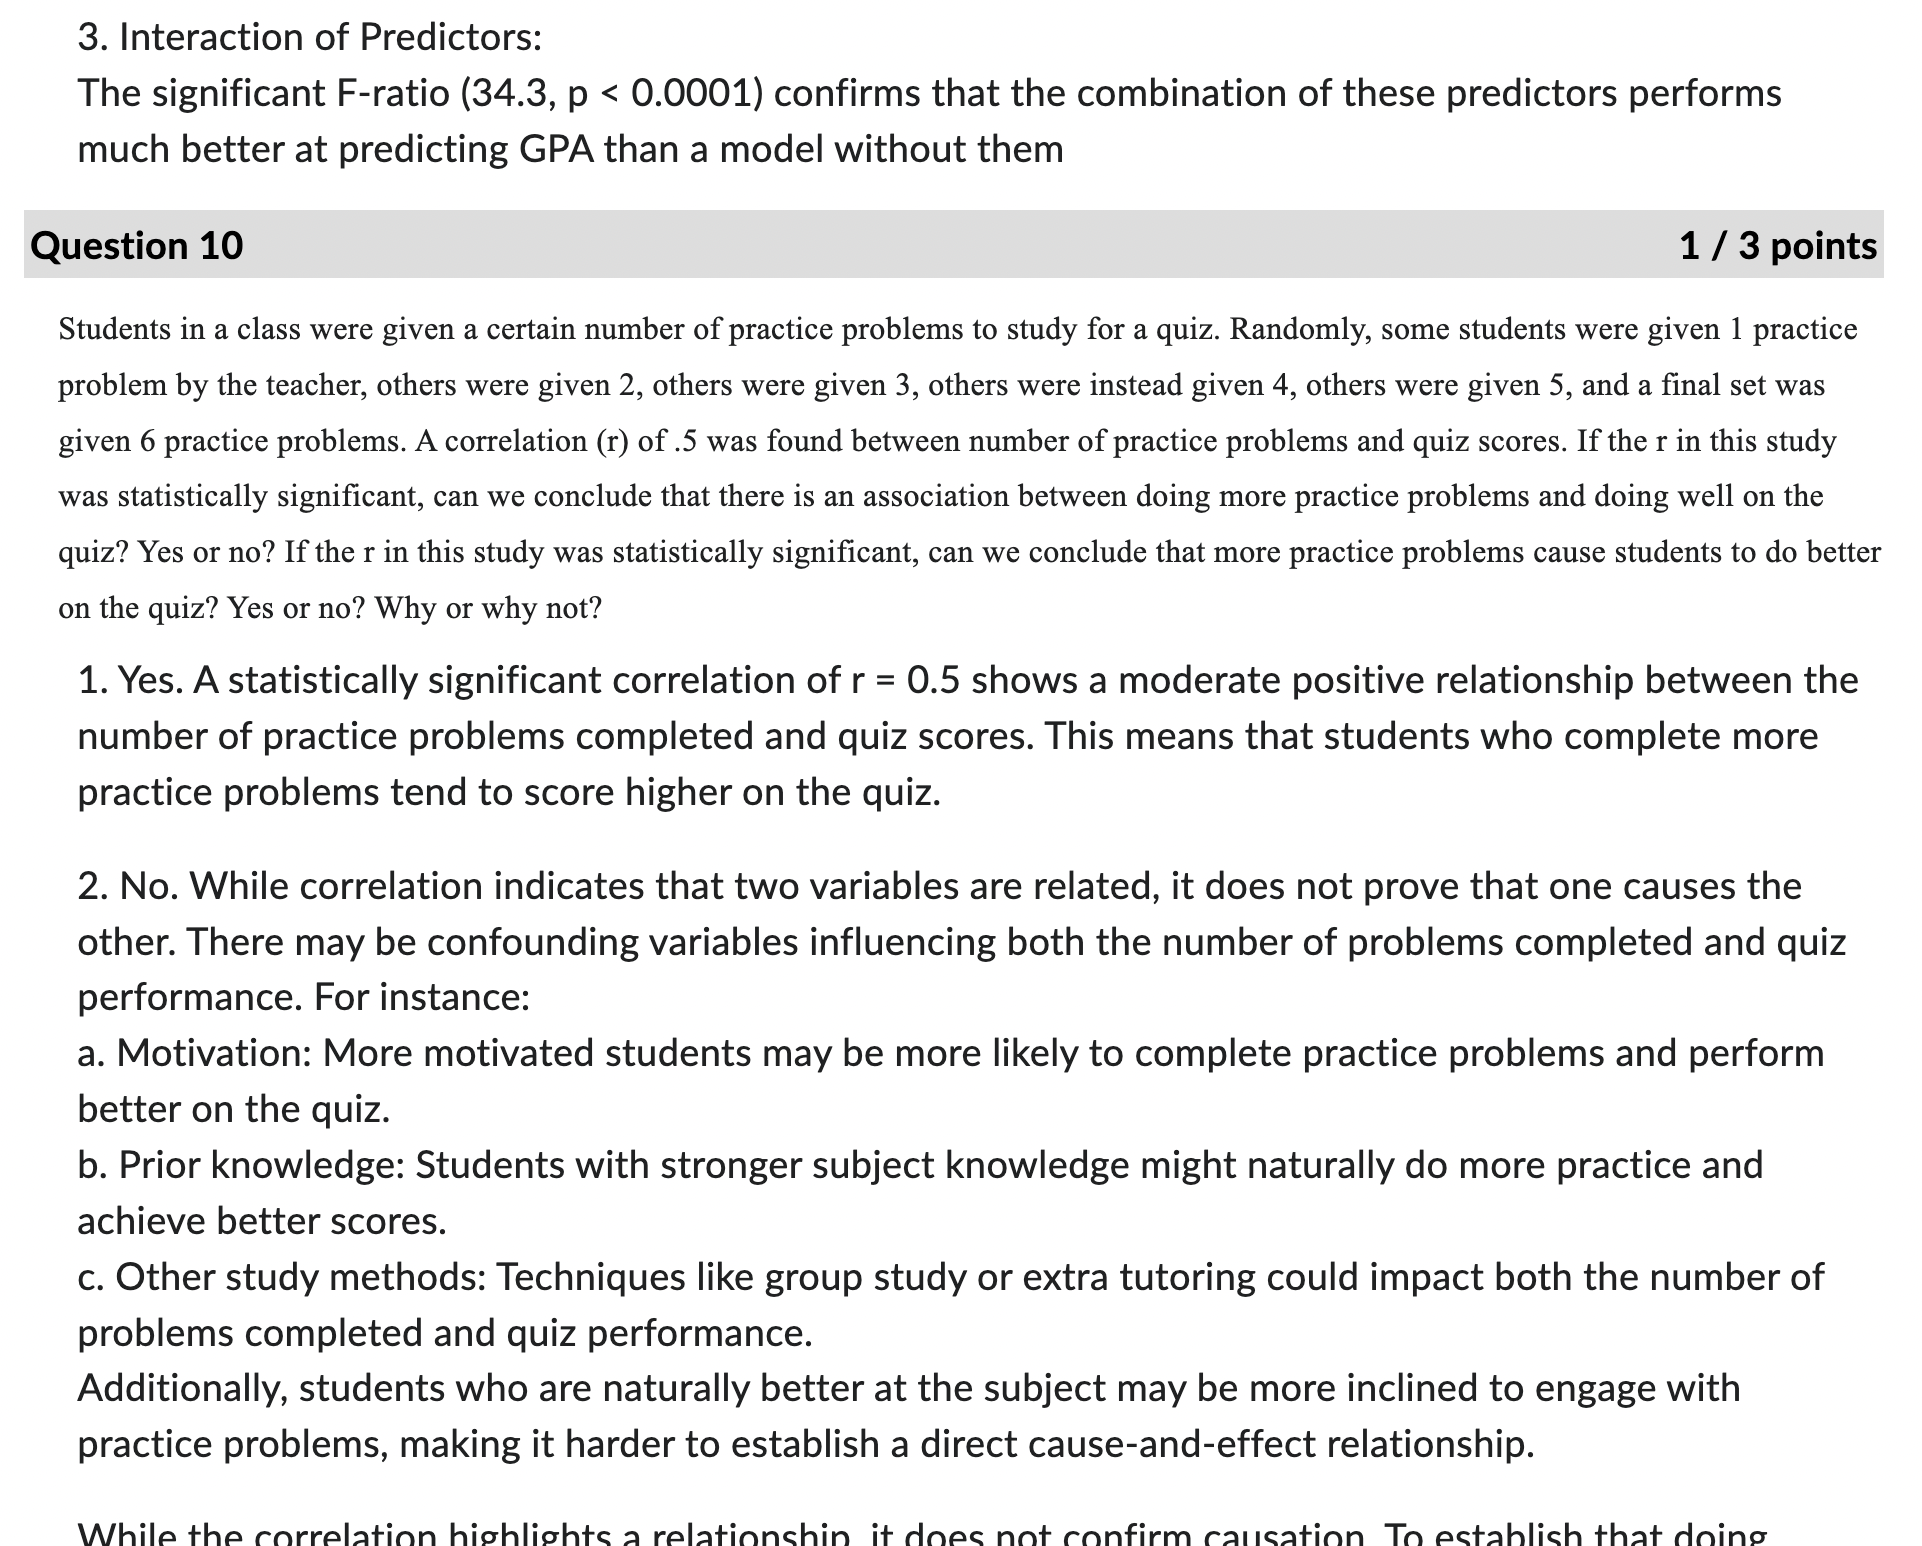 3. Interaction of Predictors:
The significant F-ratio (34.3, p < 0.0001) confirms that the combination of these predictors performs
much better at predicting GPA than a model without them
Question 10 1 / 3 points
Students in a class were given a certain number of practice problems to study for a quiz. Randomly, some students were given 1 practice
problem by the teacher, others were given 2, others were given 3, others were instead given 4, others were given 5, and a final set was
given 6 practice problems. A correlation (r) of .5 was found between number of practice problems and quiz scores. If the r in this study
was statistically significant, can we conclude that there is an association between doing more practice problems and doing well on the
quiz? Yes or no? If the r in this study was statistically significant, can we conclude that more practice problems cause students to do better
on the quiz? Yes or no? Why or why not?
1. Yes. A statistically significant correlation of r = 0.5 shows a moderate positive relationship between the
number of practice problems completed and quiz scores. This means that students who complete more
practice problems tend to score higher on the quiz.
2. No. While correlation indicates that two variables are related, it does not prove that one causes the
other. There may be confounding variables influencing both the number of problems completed and quiz
performance. For instance:
a. Motivation: More motivated students may be more likely to complete practice problems and perform
better on the quiz.
b. Prior knowledge: Students with stronger subject knowledge might naturally do more practice and
achieve better scores.
c. Other study methods: Techniques like group study or extra tutoring could impact both the number of
problems completed and quiz performance.
Additionally, students who are naturally better at the subject may be more inclined to engage with
practice problems, making it harder to establish a direct cause-and-effect relationship.
While the correlation highlights a relationship, it does not confirm causation. To establish that doing